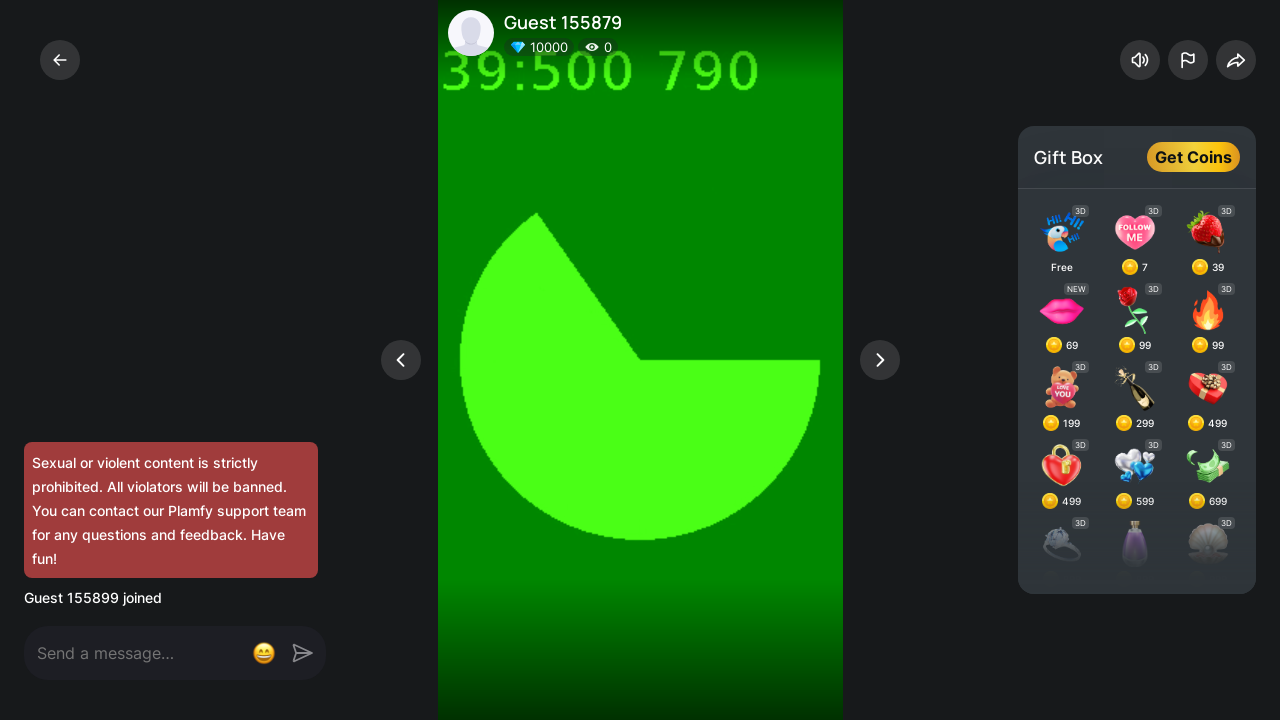 Guest 155879
10000 0
39:500 790
Gift Box
Get Coins
3D 3D 3D
Hi! Hi! Hi! Hi!
FOLLOW
ME
Free 7 39
NEW 3D 3D
69 99 99
3D 3D 3D
LOVE
YOU
199 299 499
3D 3D 3D
499 599 699
3D 3D
Sexual or violent content is strictly
prohibited. All violators will be banned.
You can contact our Plamfy support team
for any questions and feedback. Have
fun!
Guest 155899 joined
Send a message...